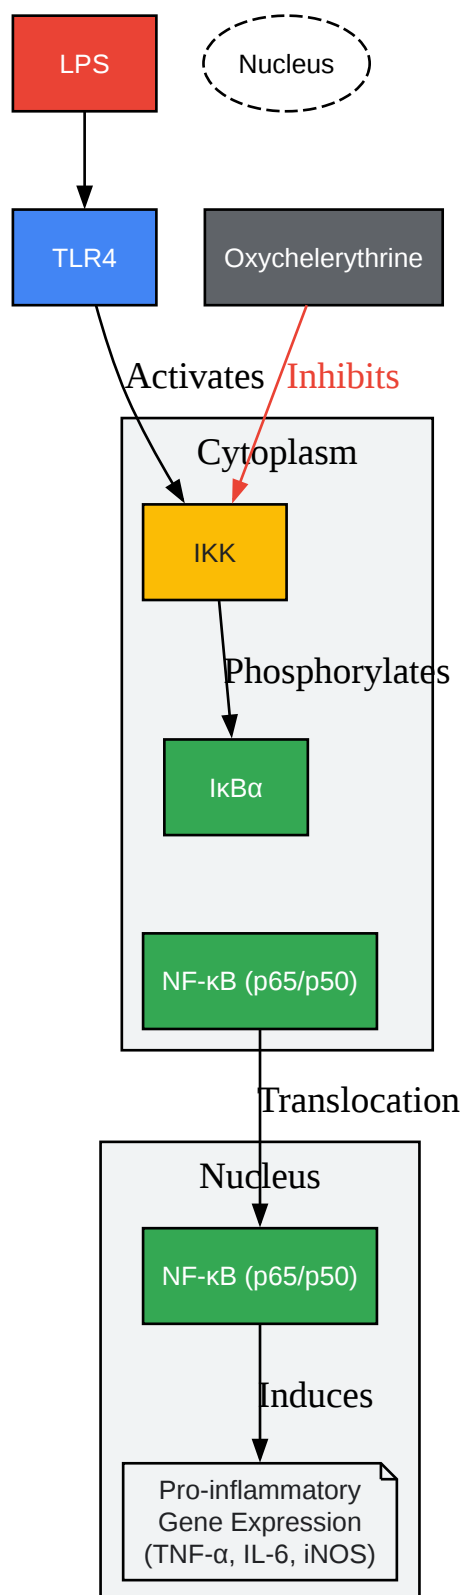 LPS
Nucleus
TLR4
Oxychelerythrine
Activates
Inhibits
Cytoplasm
IKK
Phosphorylates
IκBα
NF-κB (p65/p50)
Translocation
Nucleus
NF-κB (p65/p50)
Induces
Pro-inflammatory
Gene Expression
(TNF-α, IL-6, iNOS)